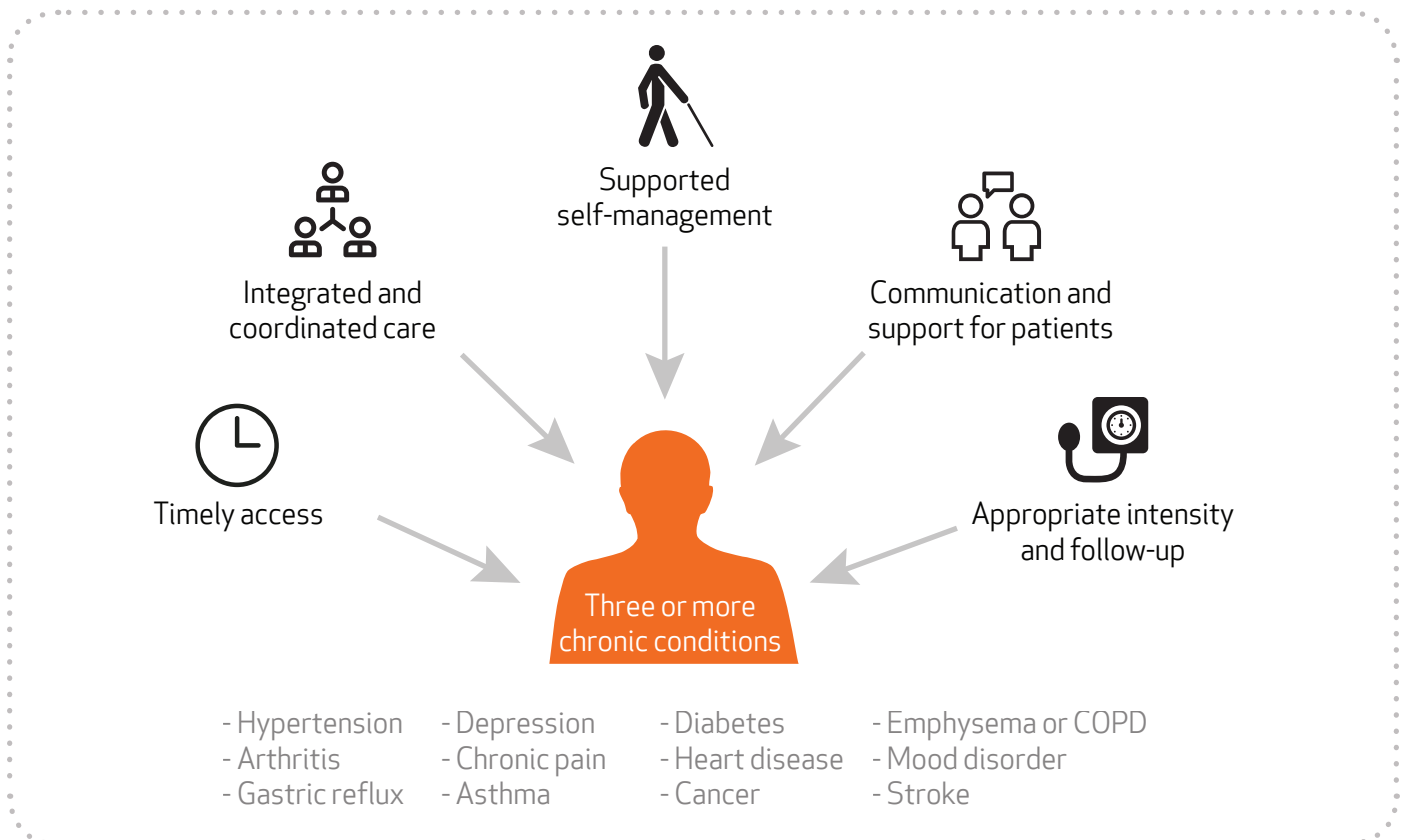 Supported
self-management
Integrated and
coordinated care
Communication and
support for patients
Timely access
Appropriate intensity
and follow-up
Three or more
chronic conditions
- Hypertension
- Arthritis
- Gastric reflux
- Depression
- Chronic pain
- Asthma
- Diabetes
- Heart disease
- Cancer
- Emphysema or COPD
- Mood disorder
- Stroke